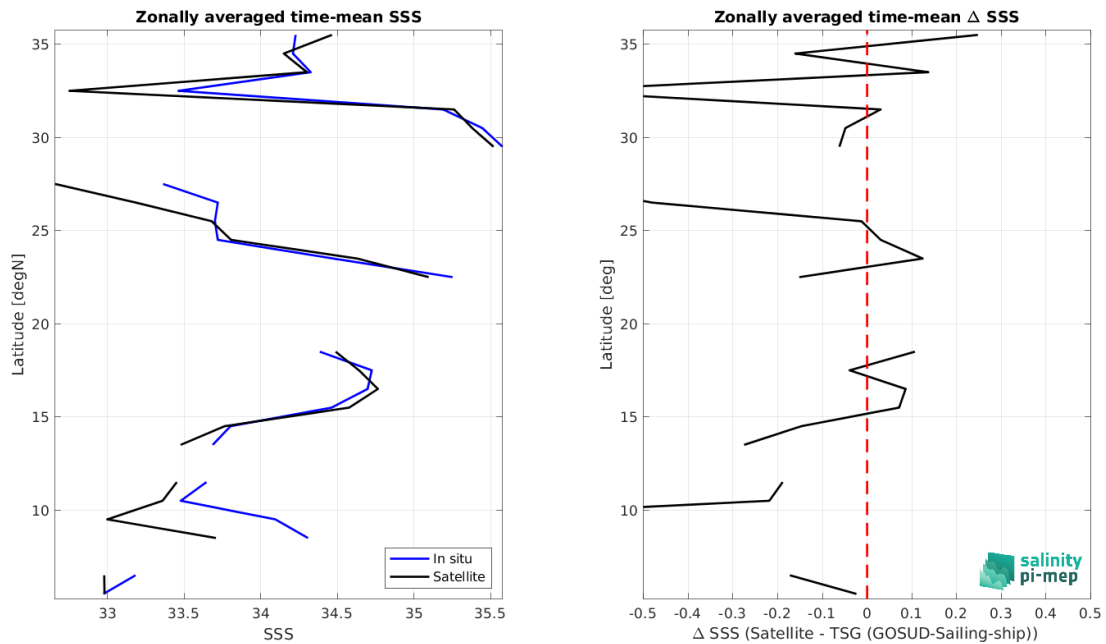 Zonally averaged time-mean SSS
35
30
25
20
15
10
Latitude [degN]
33
33.5
34
34.5
35
35.5
SSS
In situ
Satellite
Zonally averaged time-mean Δ SSS
35
30
25
20
15
10
Latitude [deg]
-0.5
-0.4
-0.3
-0.2
-0.1
0
0.1
0.2
0.3
0.4
0.5
Δ SSS (Satellite - TSG (GOSUD-Sailing-ship))
salinity
pi-mep